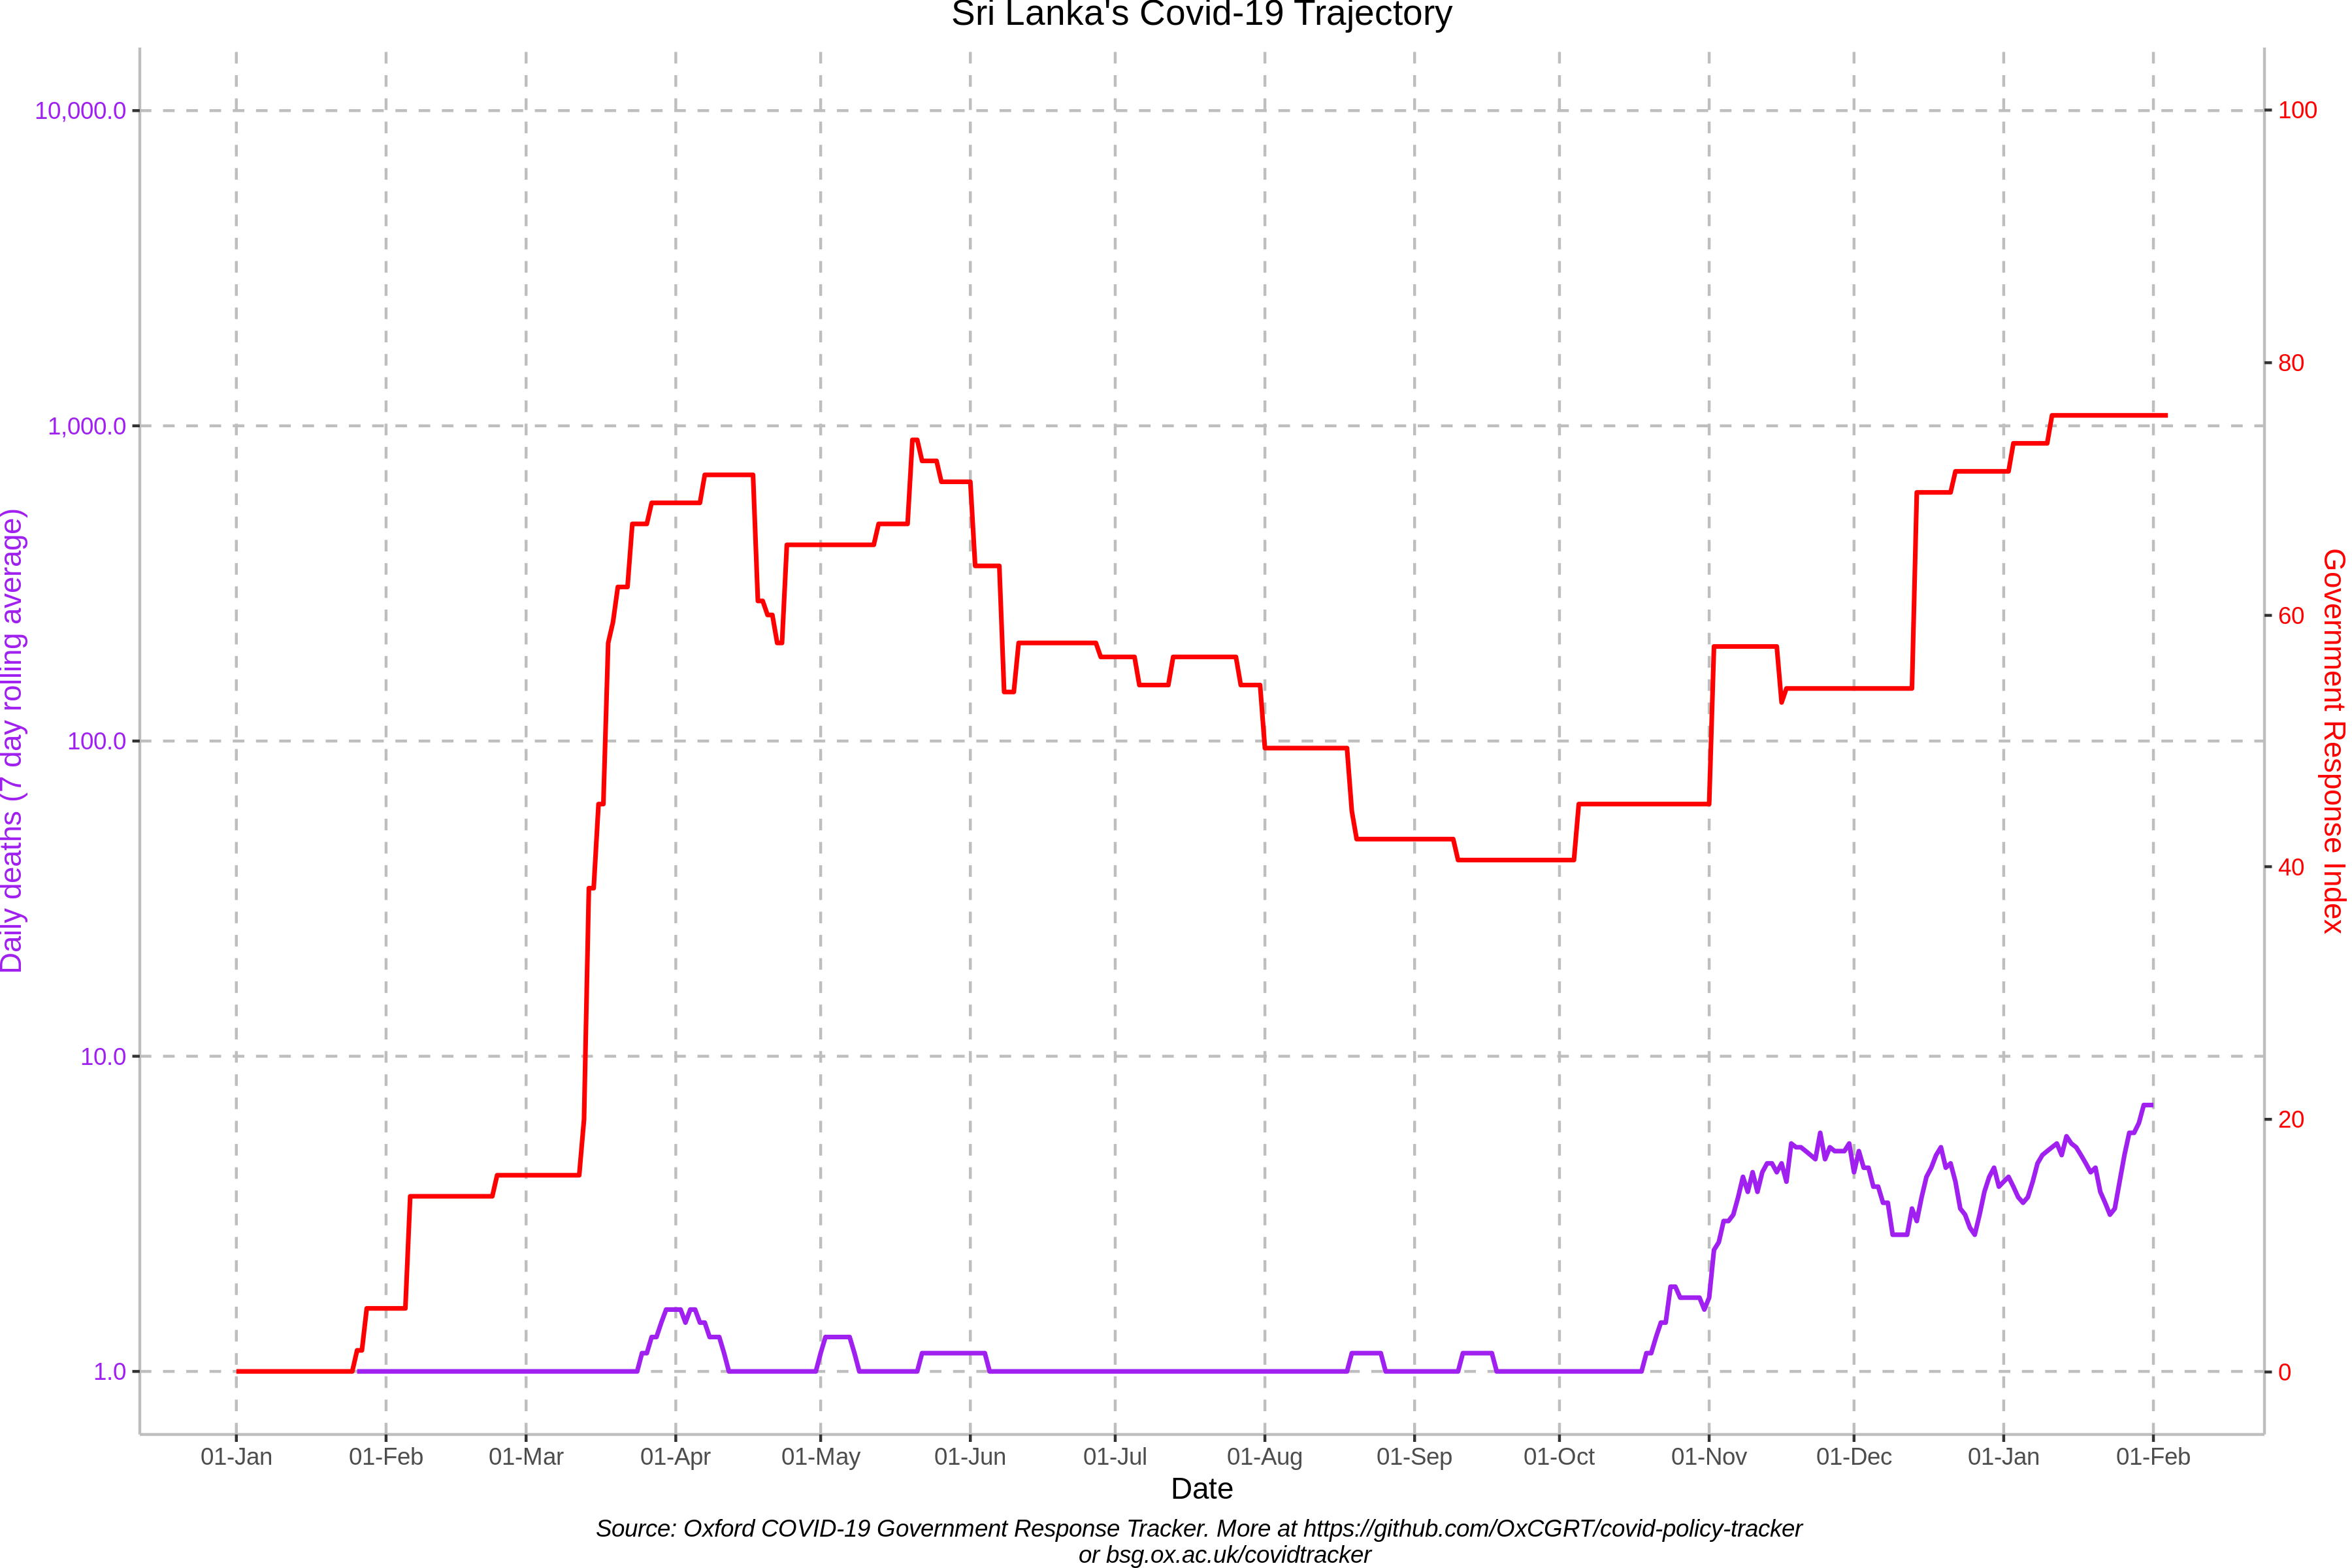 Sri Lanka's Covid-19 Trajectory
10,000.0
1,000.0
100.0
10.0
1.0
Daily deaths (7 day rolling average)
100
80
60
40
20
0
Government Response Index
01-Jan
01-Feb
01-Mar
01-Apr
01-May
01-Jun
01-Jul
01-Aug
01-Sep
01-Oct
01-Nov
01-Dec
01-Jan
01-Feb
Date
Source: Oxford COVID-19 Government Response Tracker. More at https://github.com/OxCGRT/covid-policy-tracker
or bsg.ox.ac.uk/covidtracker